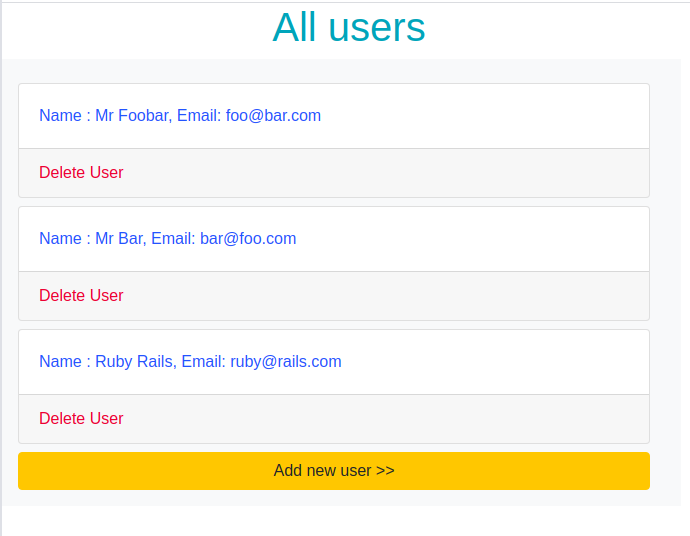 All users
Name : Mr Foobar, Email: foo@bar.com
Delete User
Name : Mr Bar, Email: bar@foo.com
Delete User
Name : Ruby Rails, Email: ruby@rails.com
Delete User
Add new user >>